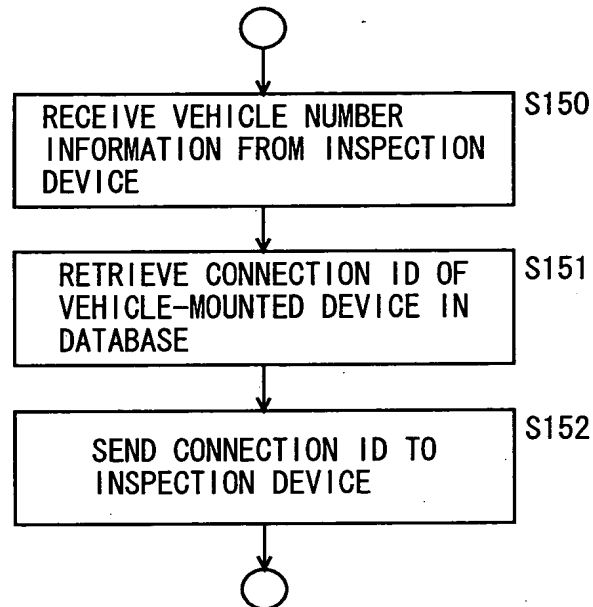 S150
RECEIVE VEHICLE NUMBER
INFORMATION FROM INSPECTION
DEVICE
S151
RETRIEVE CONNECTION ID OF
VEHICLE-MOUNTED DEVICE IN
DATABASE
S152
SEND CONNECTION ID TO
INSPECTION DEVICE